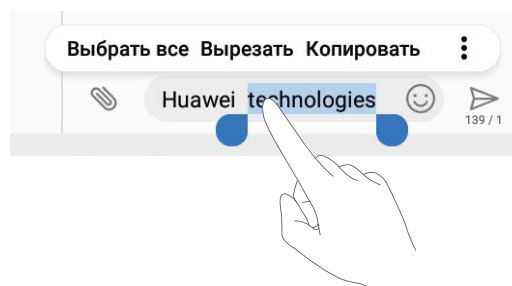 Выбрать все Вырезать Копировать
Huawei technologies
139 / 1